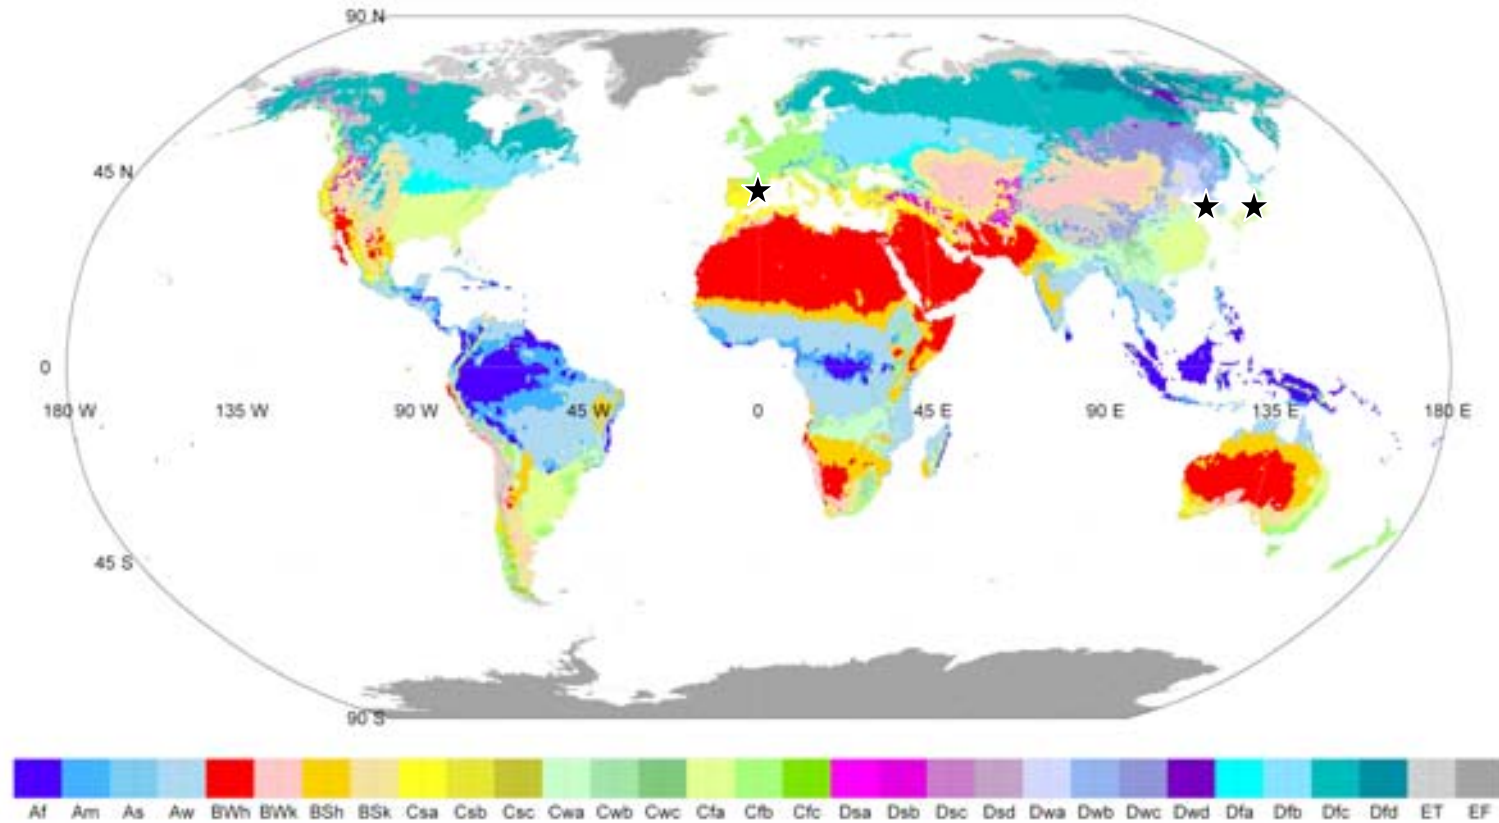 90 N
45 N
0
180 W 135 W 90 W 45 W 0 45 E 90 E 135 E 180 E
45 S
90 S
Af Am As Aw BWh BWk BSh BSk Csa Csb Csc Cwa Cwb Cwc Cfa Cfb Cfc Dsa Dsb Dsc Dsd Dwa Dwb Dwc Dwd Dfa Dfb Dfc Dfd ET EF